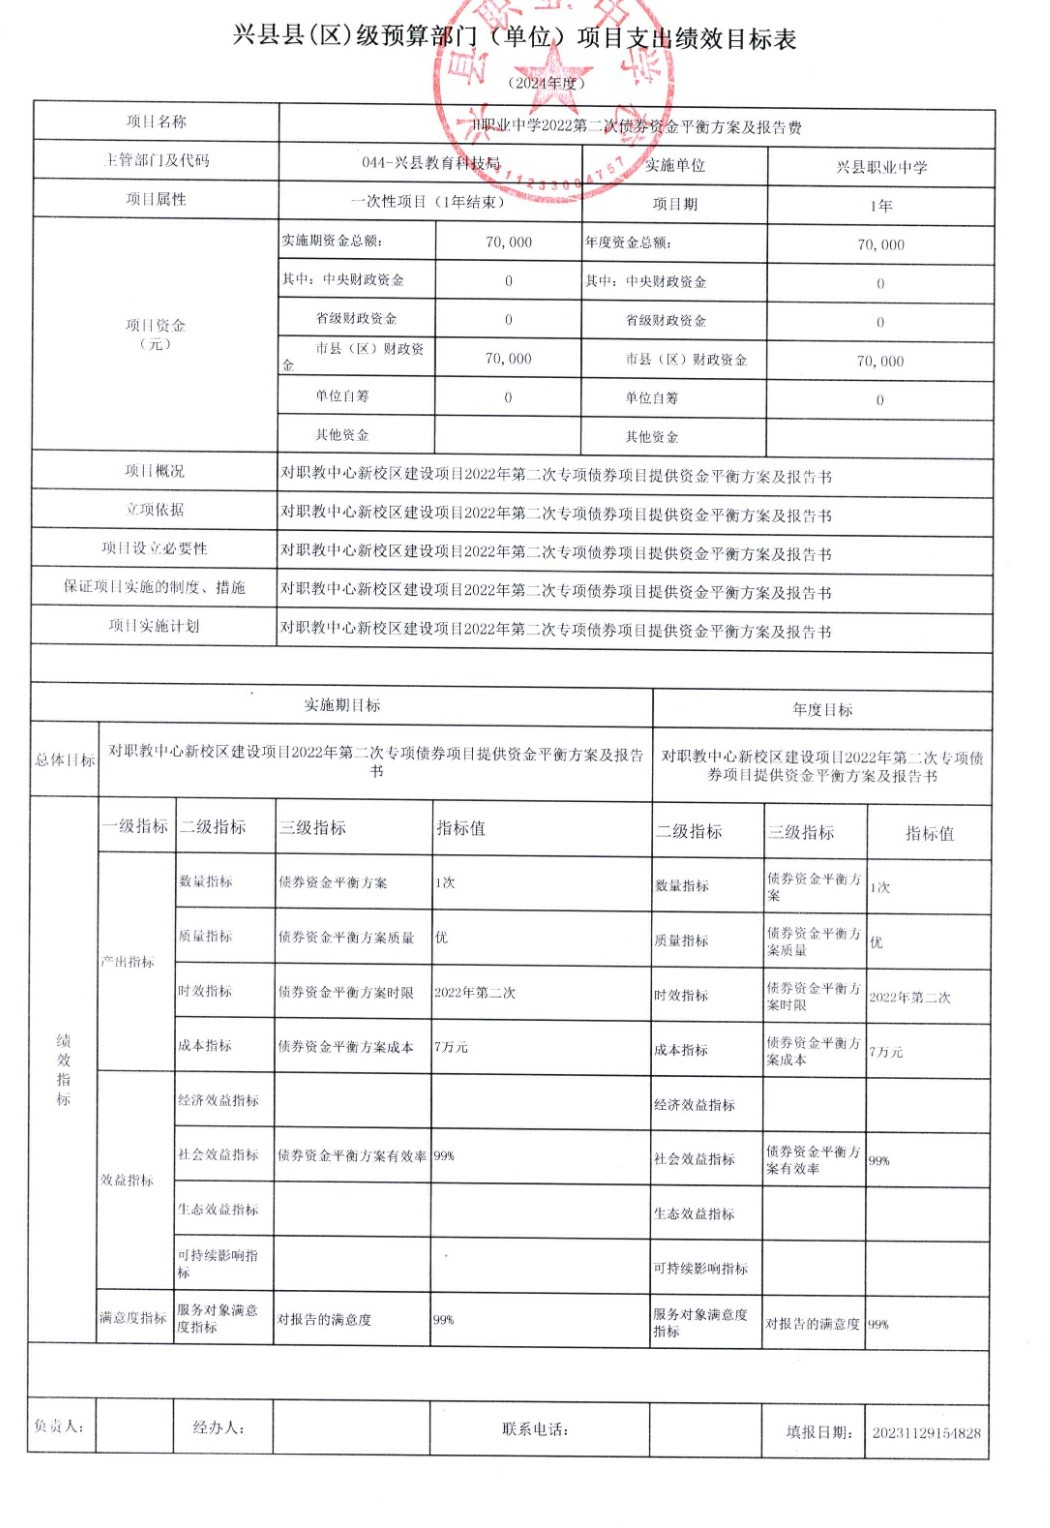 兴县县(区)级预算部门（单位）项目支出绩效目标表
（2024年度）
项目名称 职业中学2022第二次债券资金平衡方案及报告费
主管部门及代码 044-兴县教育科技局 实施单位 兴县职业中学
项目属性 一次性项目（1年结束） 项目期 1年
项目资金
（元）
实施期资金总额： 70,000 年度资金总额： 70,000
其中：中央财政资金 0 其中：中央财政资金 0
省级财政资金 0 省级财政资金 0
市县（区）财政资
金 70,000 市县（区）财政资金 70,000
单位自筹 0 单位自筹 0
其他资金 其他资金
项目概况 对职教中心新校区建设项目2022年第二次专项债券项目提供资金平衡方案及报告书
立项依据 对职教中心新校区建设项目2022年第二次专项债券项目提供资金平衡方案及报告书
项目设立必要性 对职教中心新校区建设项目2022年第二次专项债券项目提供资金平衡方案及报告书
保证项目实施的制度、措施 对职教中心新校区建设项目2022年第二次专项债券项目提供资金平衡方案及报告书
项目实施计划 对职教中心新校区建设项目2022年第二次专项债券项目提供资金平衡方案及报告书
实施期目标 年度目标
总体目标
对职教中心新校区建设项目2022年第二次专项债券项目提供资金平衡方案及报告
书
对职教中心新校区建设项目2022年第二次专项债
券项目提供资金平衡方案及报告书
绩
效
指
标
一级指标 二级指标 三级指标 指标值 二级指标 三级指标 指标值
产出指标
数量指标 债券资金平衡方案 1次 数量指标 债券资金平衡方
案 1次
质量指标 债券资金平衡方案质量 优 质量指标 债券资金平衡方
案质量 优
时效指标 债券资金平衡方案时限 2022年第二次 时效指标 债券资金平衡方
案时限 2022年第二次
成本指标 债券资金平衡方案成本 7万元 成本指标 债券资金平衡方
案成本 7万元
效益指标
经济效益指标 经济效益指标
社会效益指标 债券资金平衡方案有效率 99% 社会效益指标 债券资金平衡方
案有效率 99%
生态效益指标 生态效益指标
可持续影响指
标 可持续影响指标
满意度指标
服务对象满意
度指标 对报告的满意度 99% 服务对象满意度
指标 对报告的满意度 99%
负责人： 经办人： 联系电话： 填报日期： 20231129154828